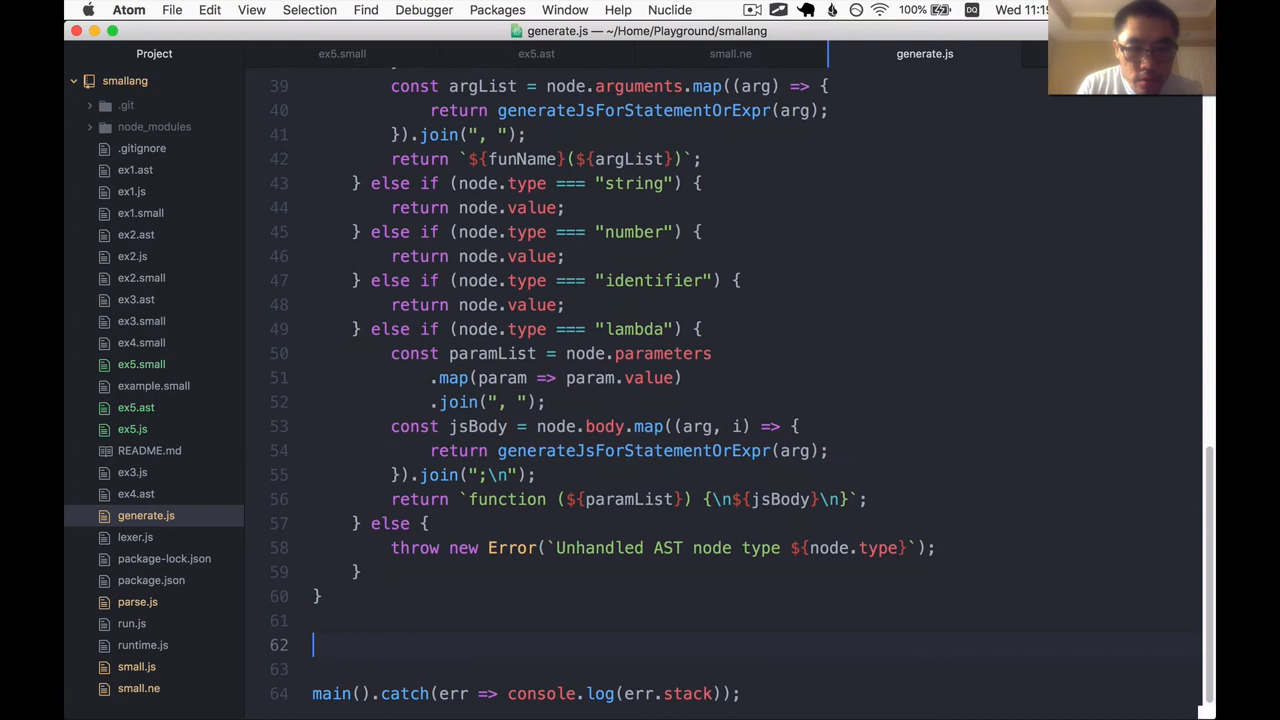 Atom File Edit View Selection Find Debugger Packages Window Help Nuclide 100% DQ Wed 11:19
generate.js — ~/Home/Playground/smallang
Project
ex5.small ex5.ast small.ne generate.js
smallang
.git
node_modules
.gitignore
ex1.ast
ex1.js
ex1.small
ex2.ast
ex2.js
ex2.small
ex3.ast
ex3.small
ex4.small
ex5.small
example.small
ex5.ast
ex5.js
README.md
ex3.js
ex4.ast
generate.js
lexer.js
package-lock.json
package.json
parse.js
run.js
runtime.js
small.js
small.ne
39 const argList = node.arguments.map((arg) => {
40 return generateJsForStatementOrExpr(arg);
41 }).join(", ");
42 return `${funName}(${argList})`;
43 } else if (node.type === "string") {
44 return node.value;
45 } else if (node.type === "number") {
46 return node.value;
47 } else if (node.type === "identifier") {
48 return node.value;
49 } else if (node.type === "lambda") {
50 const paramList = node.parameters
51 .map(param => param.value)
52 .join(", ");
53 const jsBody = node.body.map((arg, i) => {
54 return generateJsForStatementOrExpr(arg);
55 }).join(";\n");
56 return `function (${paramList}) {\n${jsBody}\n}`;
57 } else {
58 throw new Error(`Unhandled AST node type ${node.type}`);
59 }
60 }
61
62
63
64 main().catch(err => console.log(err.stack));